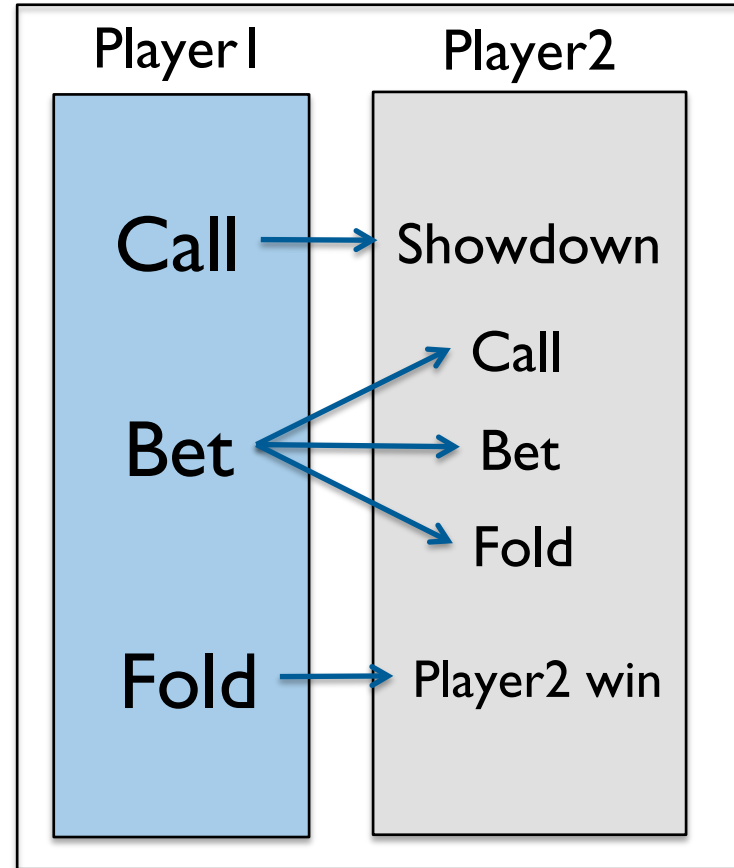 Player1
Player2
Call
Showdown
Call
Bet
Bet
Fold
Fold
Player2 win